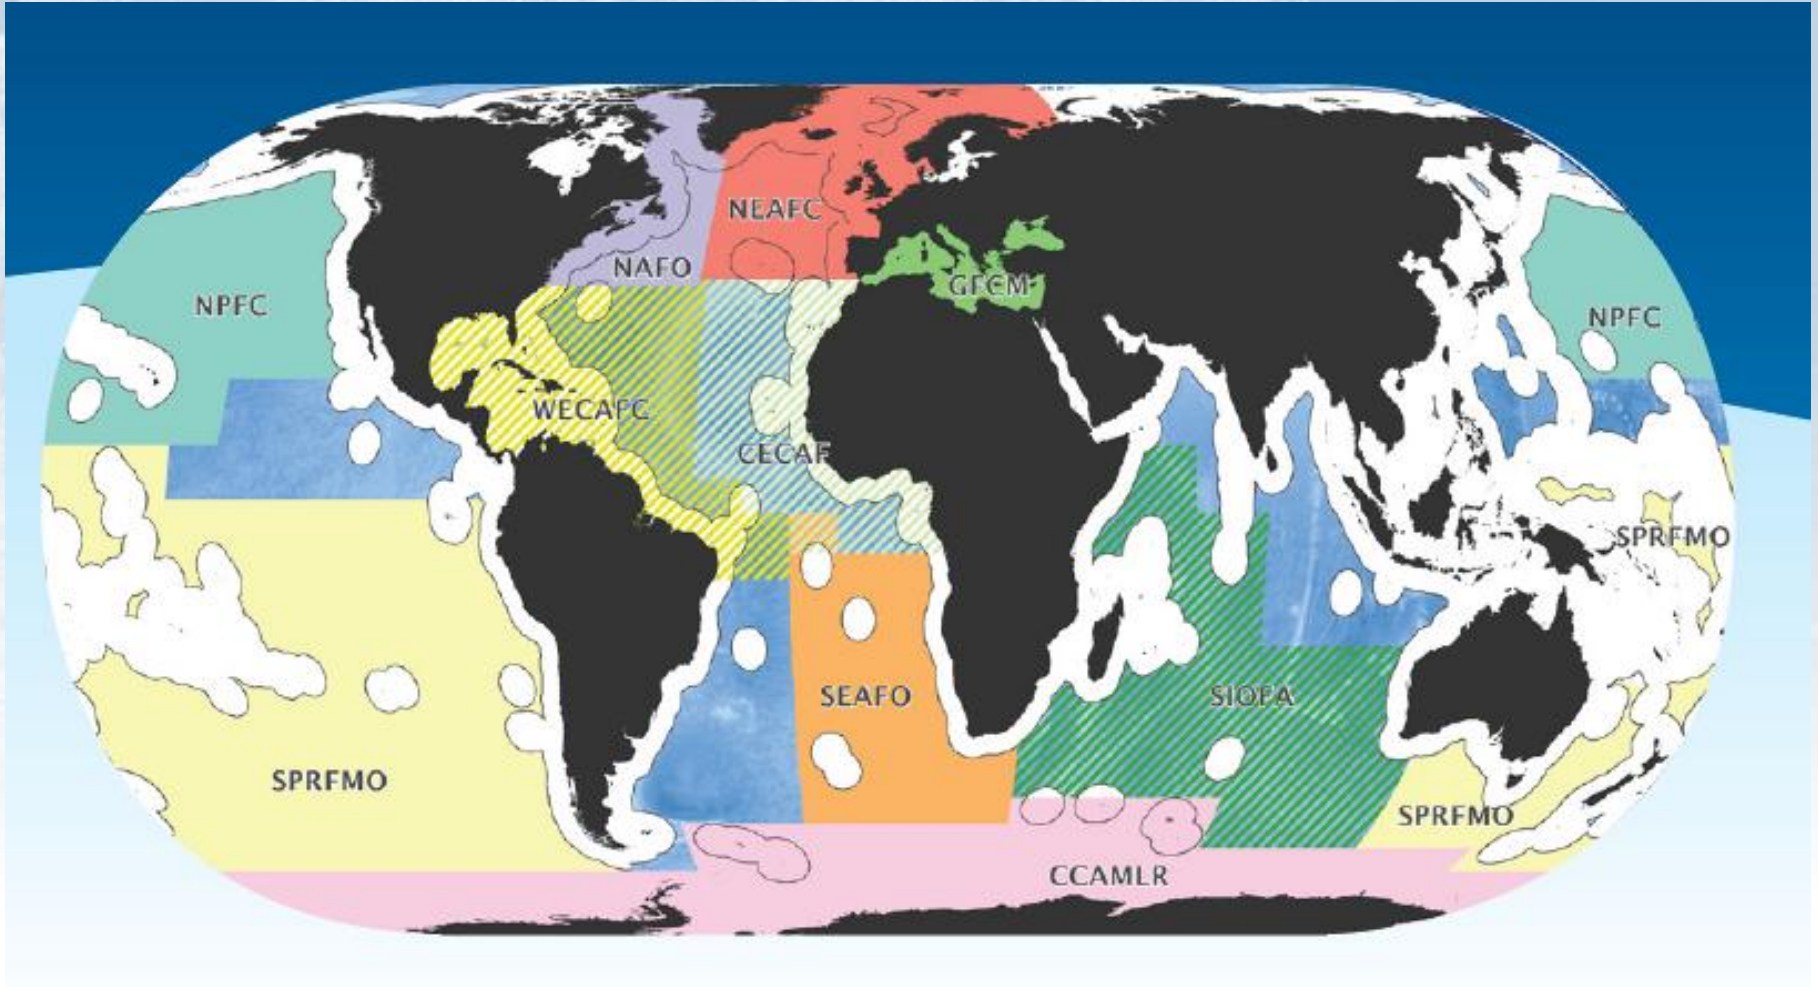 NEAFC
NAFO
GFCM
NPFC
NPFC
WECAFC
CECAF
SPRFMO
SEAFO
SIOFA
SPRFMO
SPRFMO
CCAMLR